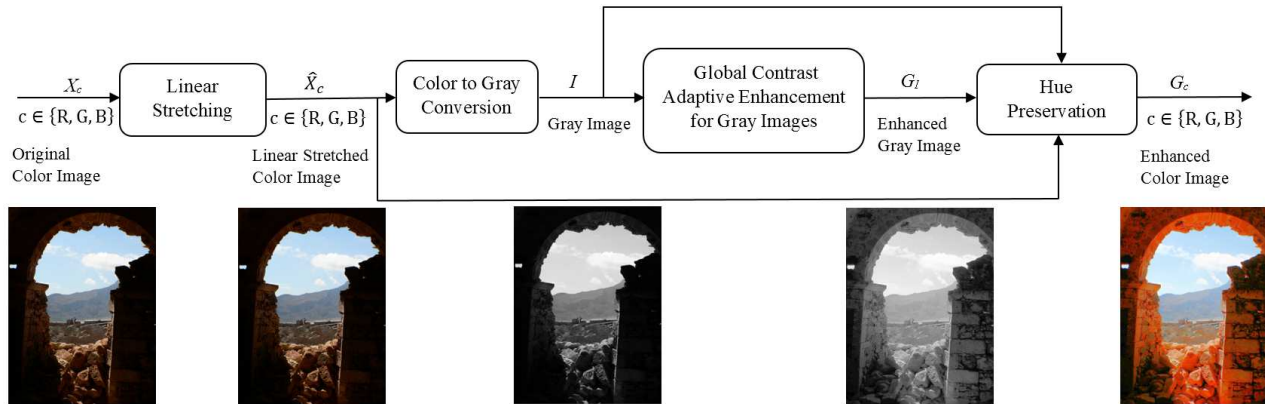 X_c
c ∈ {R, G, B}
Original
Color Image
Linear
Stretching
X̂_c
c ∈ {R, G, B}
Linear Stretched
Color Image
Color to Gray
Conversion
I
Gray Image
Global Contrast
Adaptive Enhancement
for Gray Images
G_I
Enhanced
Gray Image
Hue
Preservation
G_c
c ∈ {R, G, B}
Enhanced
Color Image